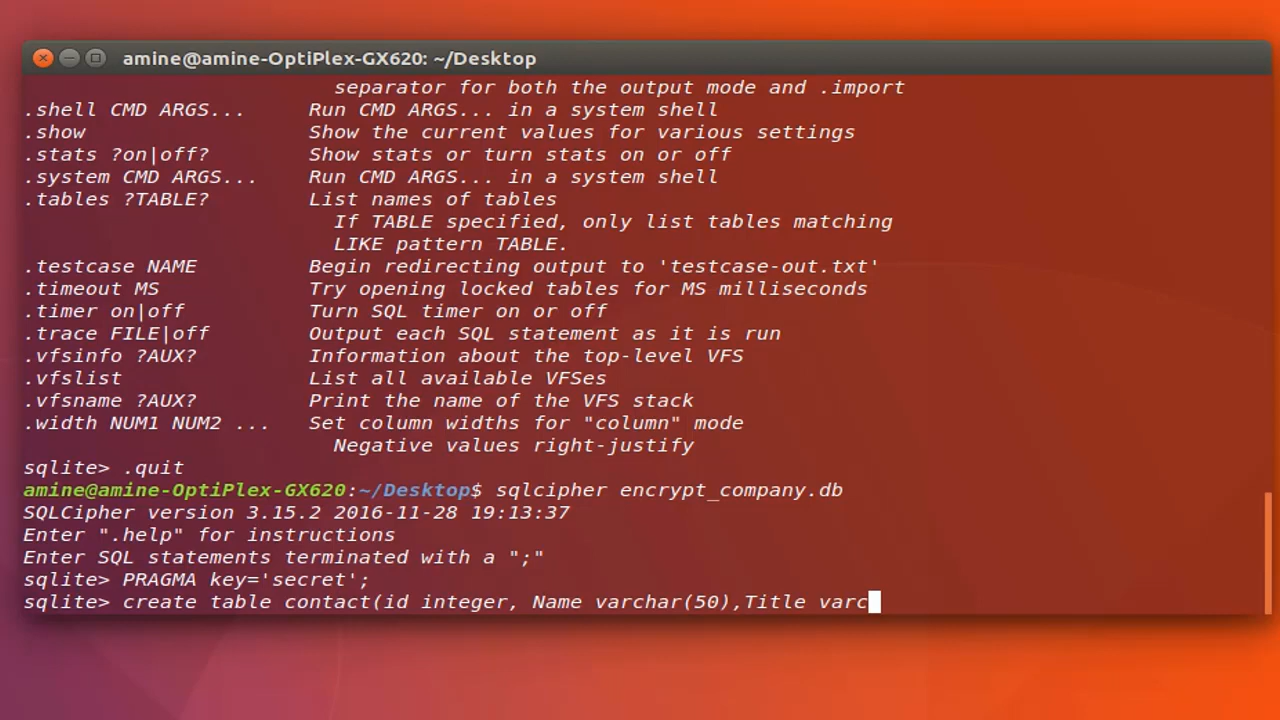 amine@amine-OptiPlex-GX620: ~/Desktop
separator for both the output mode and .import
.shell CMD ARGS... Run CMD ARGS... in a system shell
.show Show the current values for various settings
.stats ?on|off? Show stats or turn stats on or off
.system CMD ARGS... Run CMD ARGS... in a system shell
.tables ?TABLE? List names of tables
If TABLE specified, only list tables matching
LIKE pattern TABLE.
.testcase NAME Begin redirecting output to 'testcase-out.txt'
.timeout MS Try opening locked tables for MS milliseconds
.timer on|off Turn SQL timer on or off
.trace FILE|off Output each SQL statement as it is run
.vfsinfo ?AUX? Information about the top-level VFS
.vfslist List all available VFSes
.vfsname ?AUX? Print the name of the VFS stack
.width NUM1 NUM2 ... Set column widths for "column" mode
Negative values right-justify
sqlite> .quit
amine@amine-OptiPlex-GX620:~/Desktop$ sqlcipher encrypt_company.db
SQLCipher version 3.15.2 2016-11-28 19:13:37
Enter ".help" for instructions
Enter SQL statements terminated with a ";"
sqlite> PRAGMA key='secret';
sqlite> create table contact(id integer, Name varchar(50),Title varc